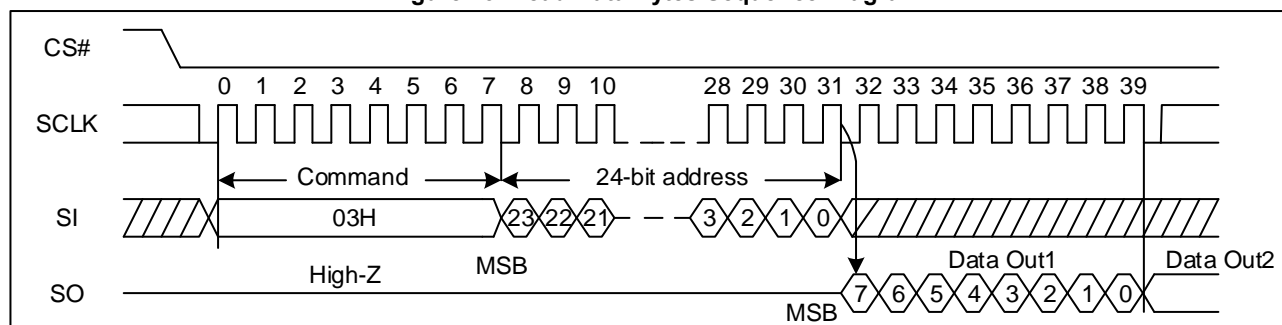 CS#
0 1 2 3 4 5 6 7 8 9 10 28 29 30 31 32 33 34 35 36 37 38 39
SCLK
Command 24-bit address
SI 03H 23 22 21 3 2 1 0
High-Z MSB Data Out1 Data Out2
SO MSB 7 6 5 4 3 2 1 0